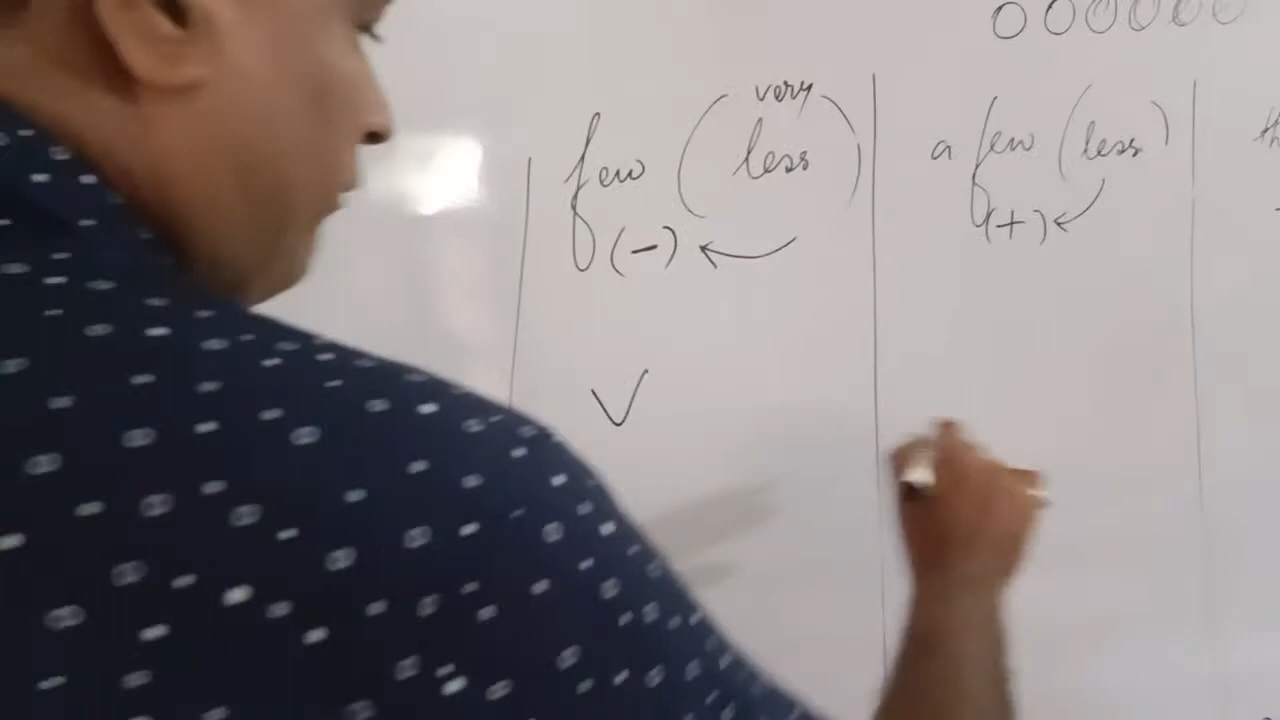 few (very less)
(-) ←
a few (less)
(+) ←